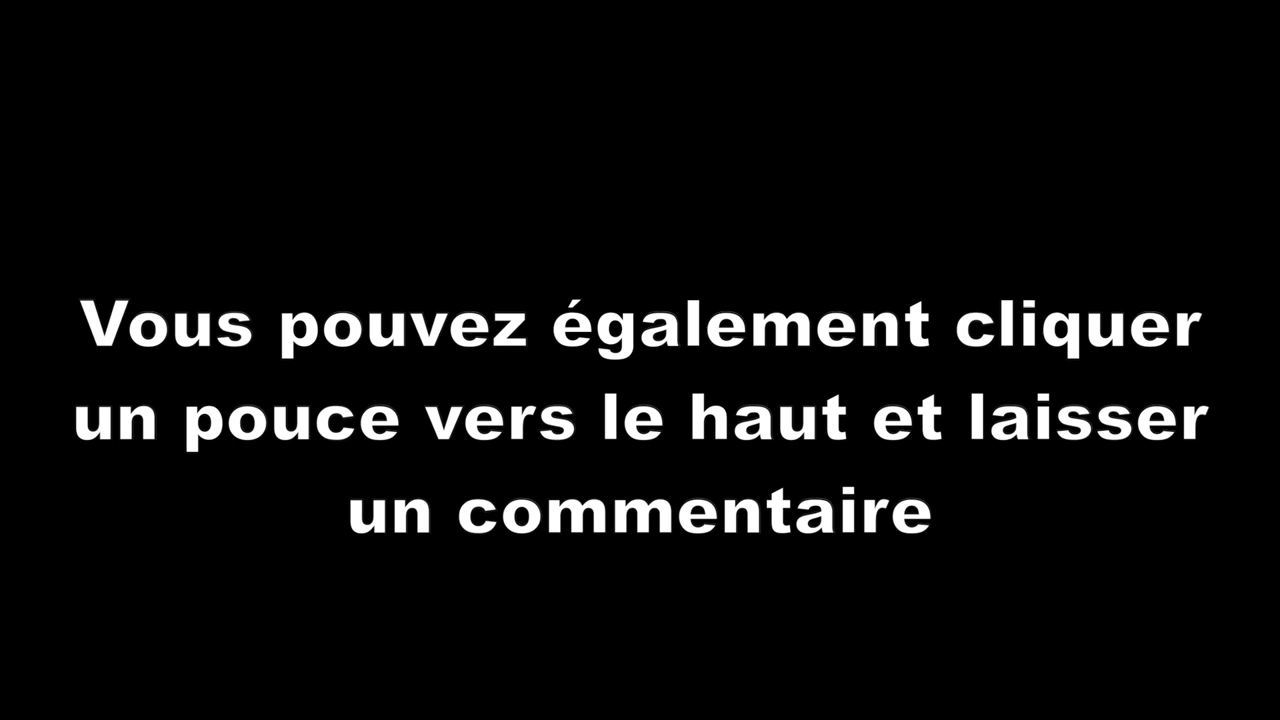 Vous pouvez également cliquer
un pouce vers le haut et laisser
un commentaire